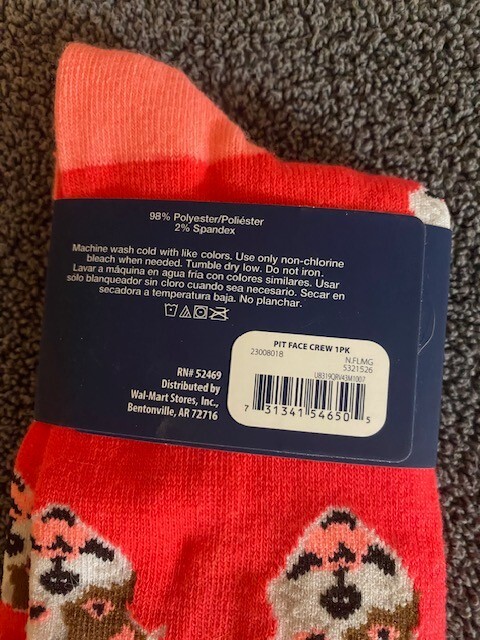 98% Polyester/Poliéster
2% Spandex
Machine wash cold with like colors. Use only non-chlorine
bleach when needed. Tumble dry low. Do not iron.
Lavar a máquina en agua fría con colores similares. Usar
sólo blanqueador sin cloro cuando sea necesario. Secar en
secadora a temperatura baja. No planchar.
RN# 52469
Distributed by
Wal-Mart Stores, Inc.,
Bentonville, AR 72716
PIT FACE CREW 1PK
23008018
N.FLMG
5321526
U8319ORV43M1007
7 31341 54650 5